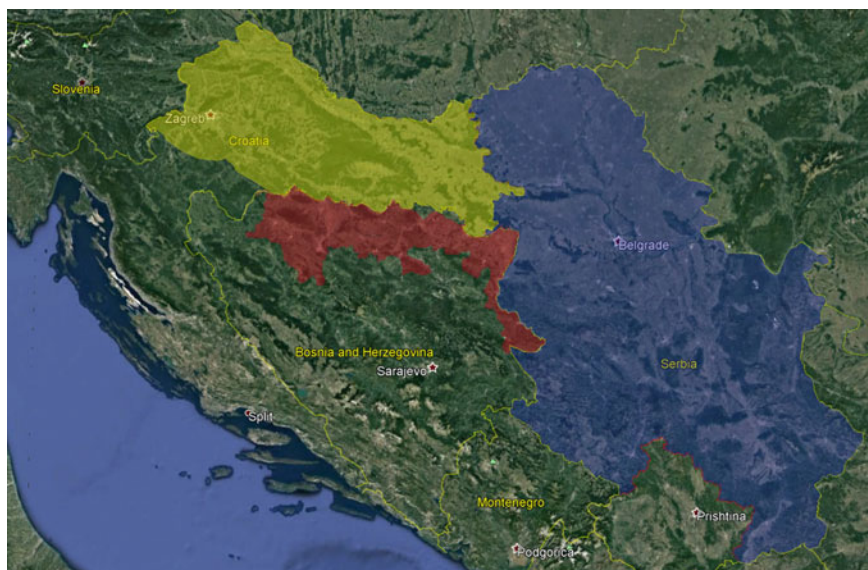 Slovenia
Zagreb
Croatia
Belgrade
Bosnia and Herzegovina
Sarajevo
Serbia
Split
Montenegro
Prishtina
Podgorica